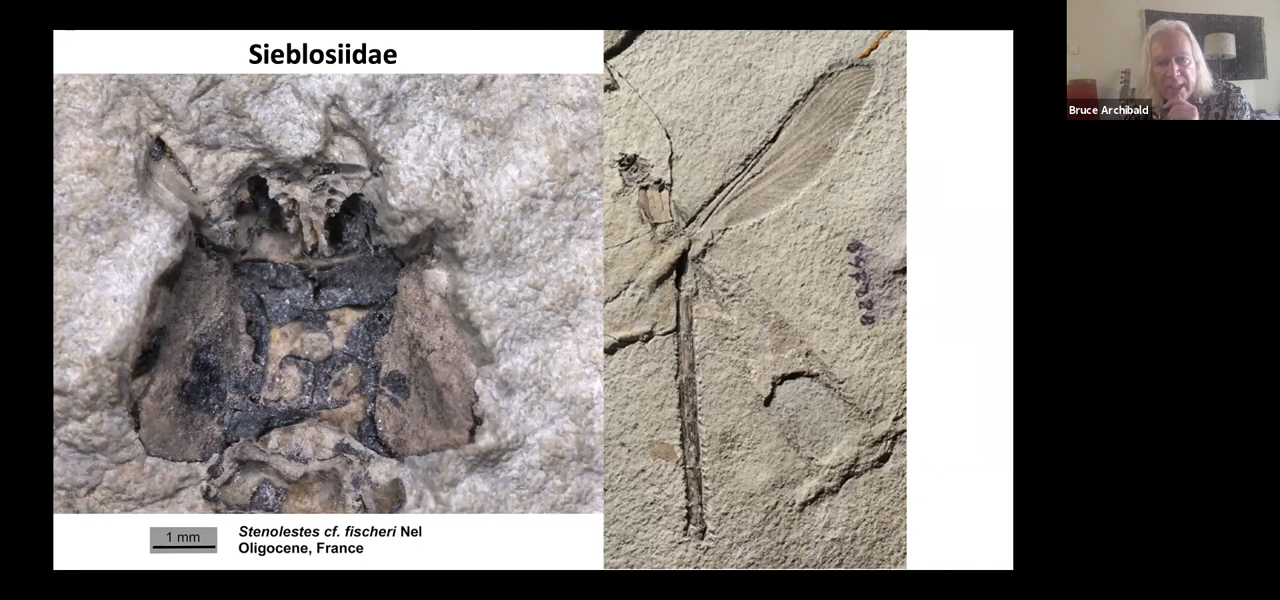 Sieblosiidae
Bruce Archibald
1 mm
Stenolestes cf. fischeri Nel
Oligocene, France